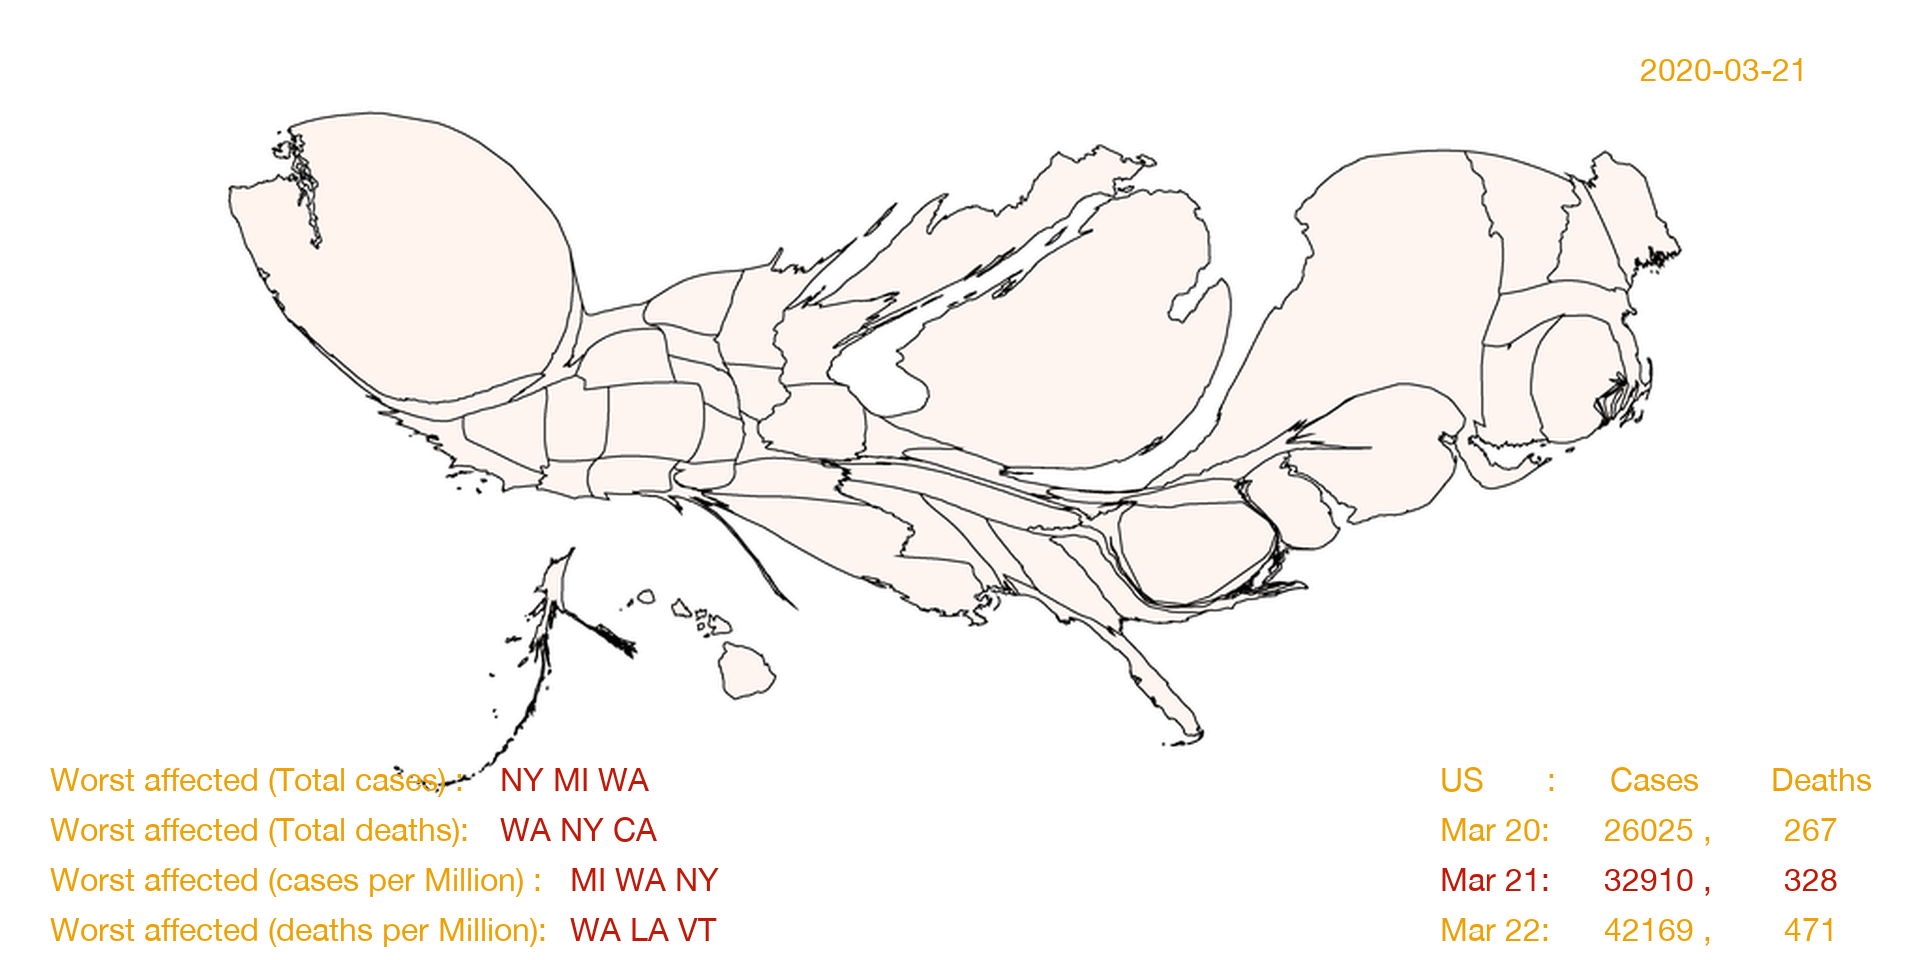 2020-03-21
Worst affected (Total cases) : NY MI WA
Worst affected (Total deaths): WA NY CA
Worst affected (cases per Million) : MI WA NY
Worst affected (deaths per Million): WA LA VT
US : Cases Deaths
Mar 20: 26025 , 267
Mar 21: 32910 , 328
Mar 22: 42169 , 471